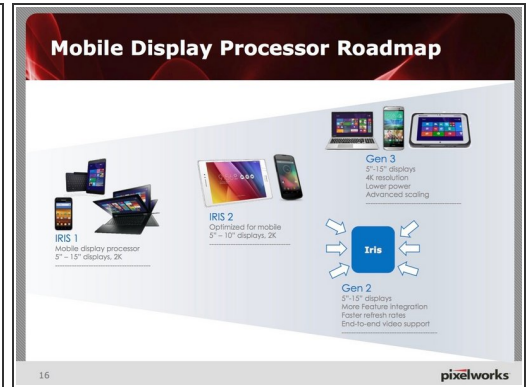 Mobile Display Processor Roadmap
IRIS 1
Mobile display processor
5" – 15" displays, 2K
IRIS 2
Optimized for mobile
5" – 10" displays, 2K
Gen 3
5"-15" displays
4K resolution
Lower power
Advanced scaling
Iris
Gen 2
5"-15" displays
More Feature integration
Faster refresh rates
End-to-end video support
16
pixelworks